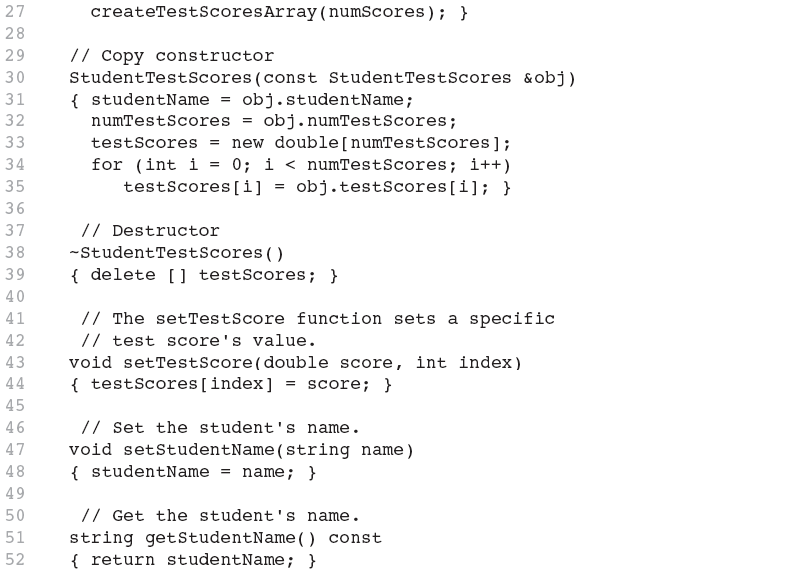 27 createTestScoresArray(numScores); }
28
29 // Copy constructor
30 StudentTestScores(const StudentTestScores &obj)
31 { studentName = obj.studentName;
32 numTestScores = obj.numTestScores;
33 testScores = new double[numTestScores];
34 for (int i = 0; i < numTestScores; i++)
35 testScores[i] = obj.testScores[i]; }
36
37 // Destructor
38 ~StudentTestScores()
39 { delete [] testScores; }
40
41 // The setTestScore function sets a specific
42 // test score's value.
43 void setTestScore(double score, int index)
44 { testScores[index] = score; }
45
46 // Set the student's name.
47 void setStudentName(string name)
48 { studentName = name; }
49
50 // Get the student's name.
51 string getStudentName() const
52 { return studentName; }